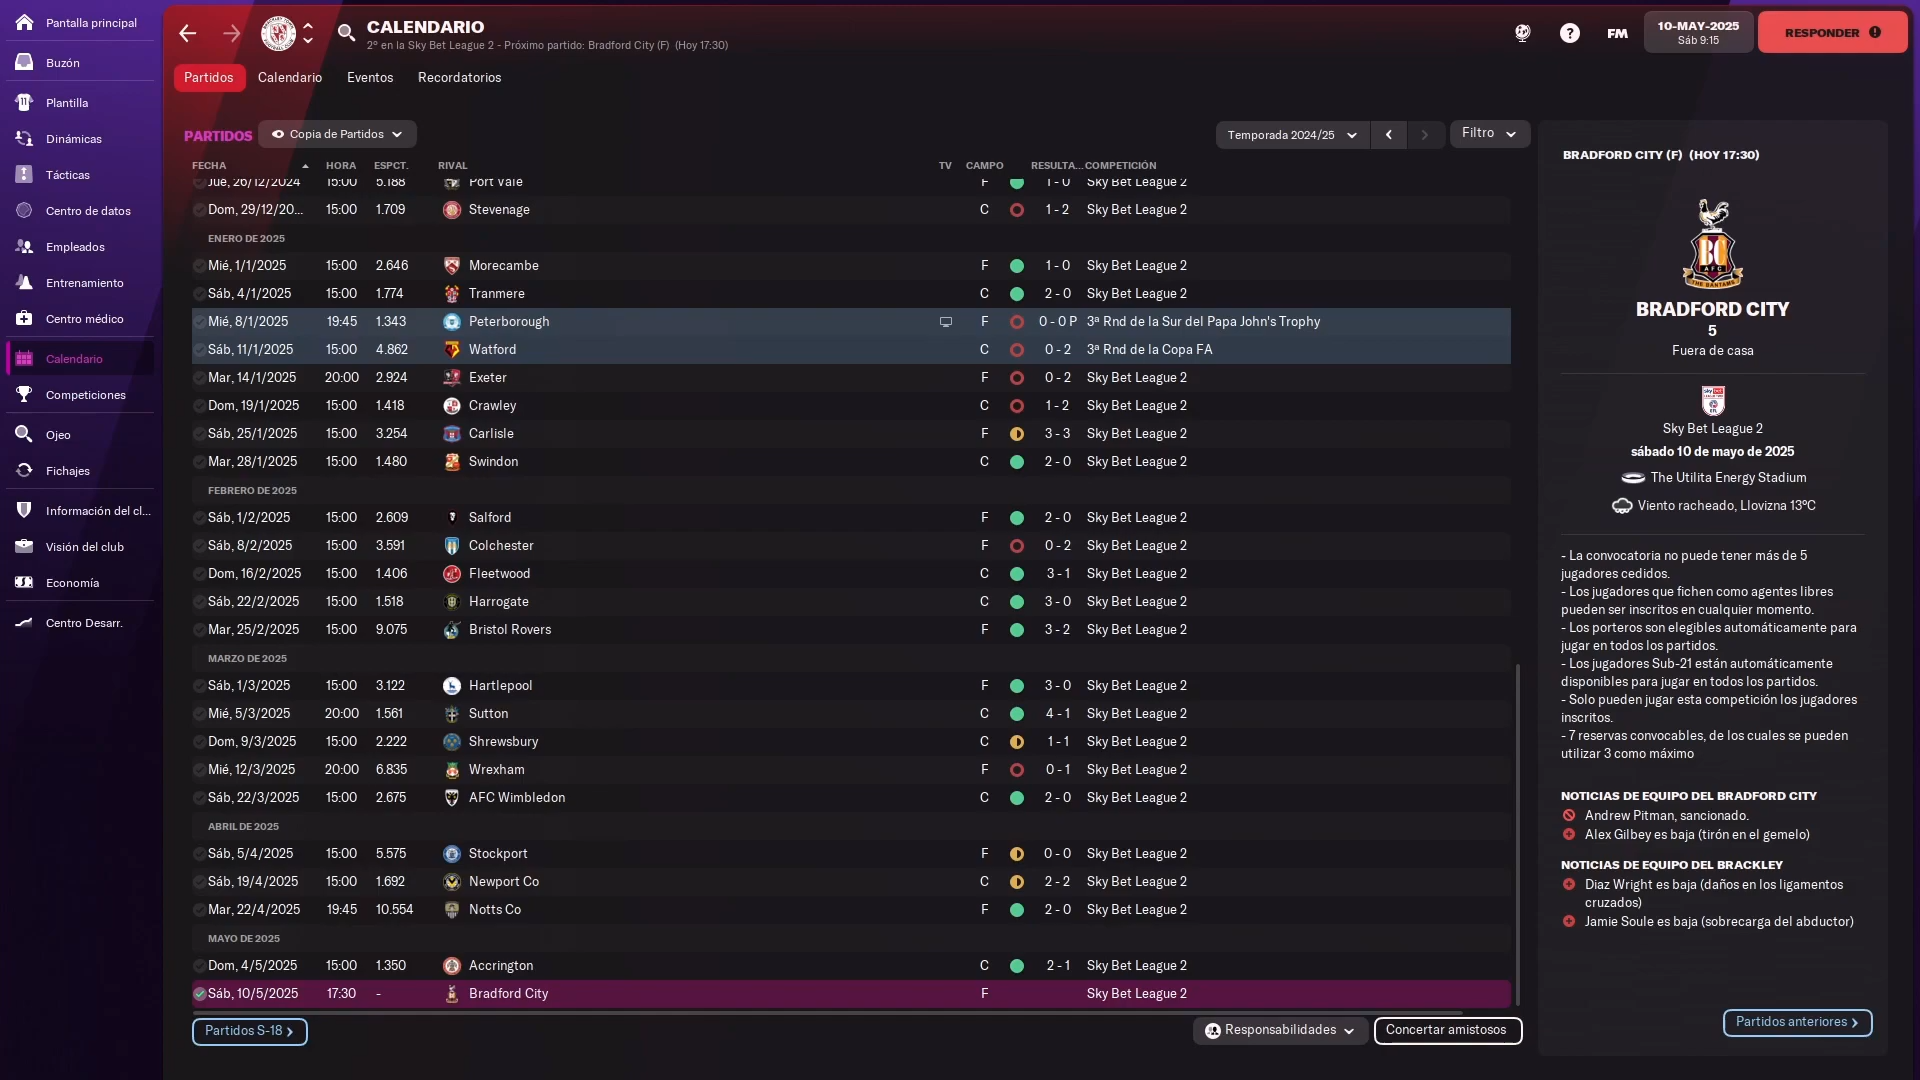 Pantalla principal
Buzón
Plantilla
Dinámicas
Tácticas
Centro de datos
Empleados
Entrenamiento
Centro médico
Calendario
Competiciones
Ojeo
Fichajes
Información del cl...
Visión del club
Economía
Centro Desarr.
CALENDARIO
2º en la Sky Bet League 2 - Próximo partido: Bradford City (F) (Hoy 17:30)
FM
10-MAY-2025
Sáb 9:15
RESPONDER
Partidos Calendario Eventos Recordatorios
PARTIDOS Copia de Partidos Temporada 2024/25 Filtro
FECHA HORA ESPCT. RIVAL TV CAMPO RESULTA... COMPETICIÓN
Jue, 26/12/2024 15:00 5.188 Port Vale F 1 - 0 Sky Bet League 2
Dom, 29/12/20... 15:00 1.709 Stevenage C 1 - 2 Sky Bet League 2
ENERO DE 2025
Mié, 1/1/2025 15:00 2.646 Morecambe F 1 - 0 Sky Bet League 2
Sáb, 4/1/2025 15:00 1.774 Tranmere C 2 - 0 Sky Bet League 2
Mié, 8/1/2025 19:45 1.343 Peterborough F 0 - 0 P 3ª Rnd de la Sur del Papa John's Trophy
Sáb, 11/1/2025 15:00 4.862 Watford C 0 - 2 3ª Rnd de la Copa FA
Mar, 14/1/2025 20:00 2.924 Exeter F 0 - 2 Sky Bet League 2
Dom, 19/1/2025 15:00 1.418 Crawley C 1 - 2 Sky Bet League 2
Sáb, 25/1/2025 15:00 3.254 Carlisle F 3 - 3 Sky Bet League 2
Mar, 28/1/2025 15:00 1.480 Swindon C 2 - 0 Sky Bet League 2
FEBRERO DE 2025
Sáb, 1/2/2025 15:00 2.609 Salford F 2 - 0 Sky Bet League 2
Sáb, 8/2/2025 15:00 3.591 Colchester F 0 - 2 Sky Bet League 2
Dom, 16/2/2025 15:00 1.406 Fleetwood C 3 - 1 Sky Bet League 2
Sáb, 22/2/2025 15:00 1.518 Harrogate C 3 - 0 Sky Bet League 2
Mar, 25/2/2025 15:00 9.075 Bristol Rovers F 3 - 2 Sky Bet League 2
MARZO DE 2025
Sáb, 1/3/2025 15:00 3.122 Hartlepool F 3 - 0 Sky Bet League 2
Mié, 5/3/2025 20:00 1.561 Sutton C 4 - 1 Sky Bet League 2
Dom, 9/3/2025 15:00 2.222 Shrewsbury C 1 - 1 Sky Bet League 2
Mié, 12/3/2025 20:00 6.835 Wrexham F 0 - 1 Sky Bet League 2
Sáb, 22/3/2025 15:00 2.675 AFC Wimbledon C 2 - 0 Sky Bet League 2
ABRIL DE 2025
Sáb, 5/4/2025 15:00 5.575 Stockport F 0 - 0 Sky Bet League 2
Sáb, 19/4/2025 15:00 1.692 Newport Co C 2 - 2 Sky Bet League 2
Mar, 22/4/2025 19:45 10.554 Notts Co F 2 - 0 Sky Bet League 2
MAYO DE 2025
Dom, 4/5/2025 15:00 1.350 Accrington C 2 - 1 Sky Bet League 2
Sáb, 10/5/2025 17:30 - Bradford City F Sky Bet League 2
Partidos S-18
Responsabilidades
Concertar amistosos
BRADFORD CITY (F) (HOY 17:30)
BC
AFC
THE BANTAMS
BRADFORD CITY
5
Fuera de casa
sky bet
EFL
Sky Bet League 2
sábado 10 de mayo de 2025
The Utilita Energy Stadium
Viento racheado, Llovizna 13ºC
- La convocatoria no puede tener más de 5
jugadores cedidos.
- Los jugadores que fichen como agentes libres
pueden ser inscritos en cualquier momento.
- Los porteros son elegibles automáticamente para
jugar en todos los partidos.
- Los jugadores Sub-21 están automáticamente
disponibles para jugar en todos los partidos.
- Solo pueden jugar esta competición los jugadores
inscritos.
- 7 reservas convocables, de los cuales se pueden
utilizar 3 como máximo
NOTICIAS DE EQUIPO DEL BRADFORD CITY
Andrew Pitman, sancionado.
Alex Gilbey es baja (tirón en el gemelo)
NOTICIAS DE EQUIPO DEL BRACKLEY
Diaz Wright es baja (daños en los ligamentos
cruzados)
Jamie Soule es baja (sobrecarga del abductor)
Partidos anteriores